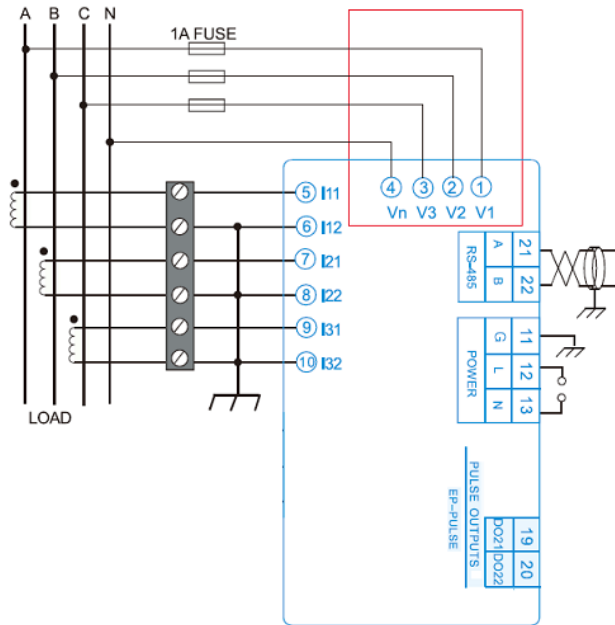 A B C N
1A FUSE
4 3 2 1
Vn V3 V2 V1
5 I11
6 I12
7 I21
8 I22
9 I31
10 I32
LOAD
RS-485
A 21
B 22
POWER
G 11
L 12
N 13
PULSE OUTPUTS
EP-PULSE
DO21 19
DO22 20